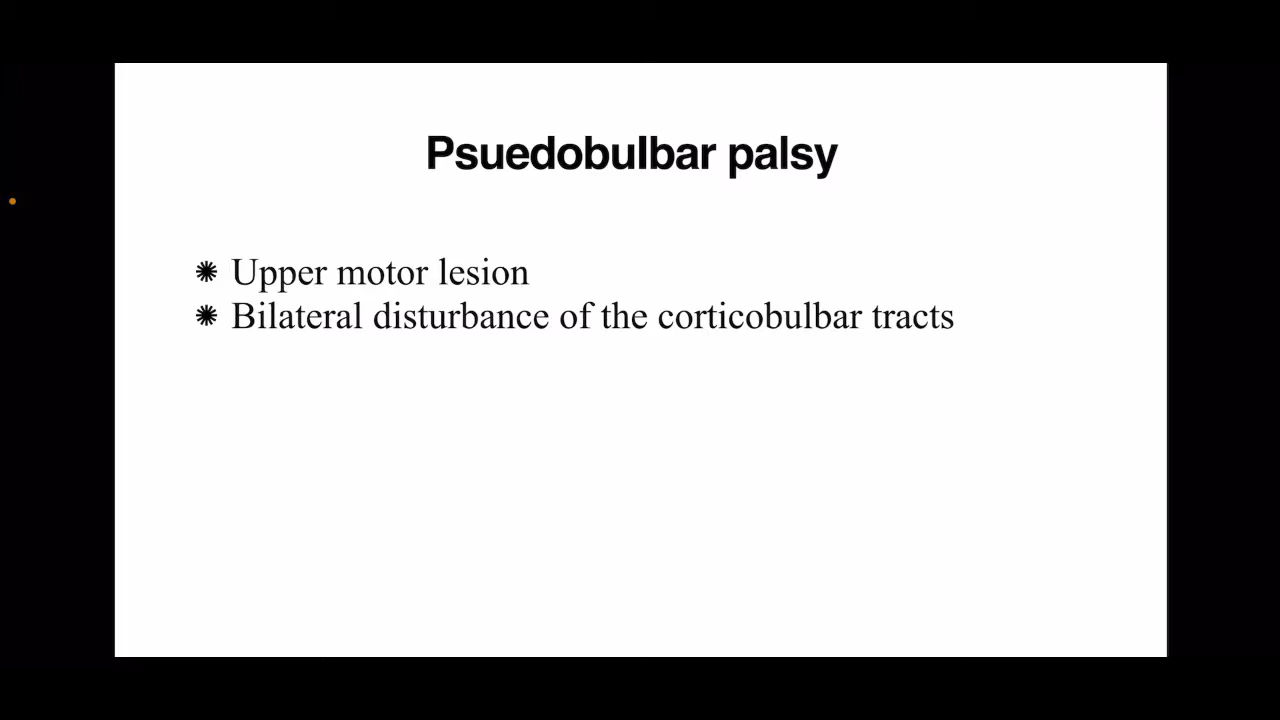 Psuedobulbar palsy
Upper motor lesion
Bilateral disturbance of the corticobulbar tracts